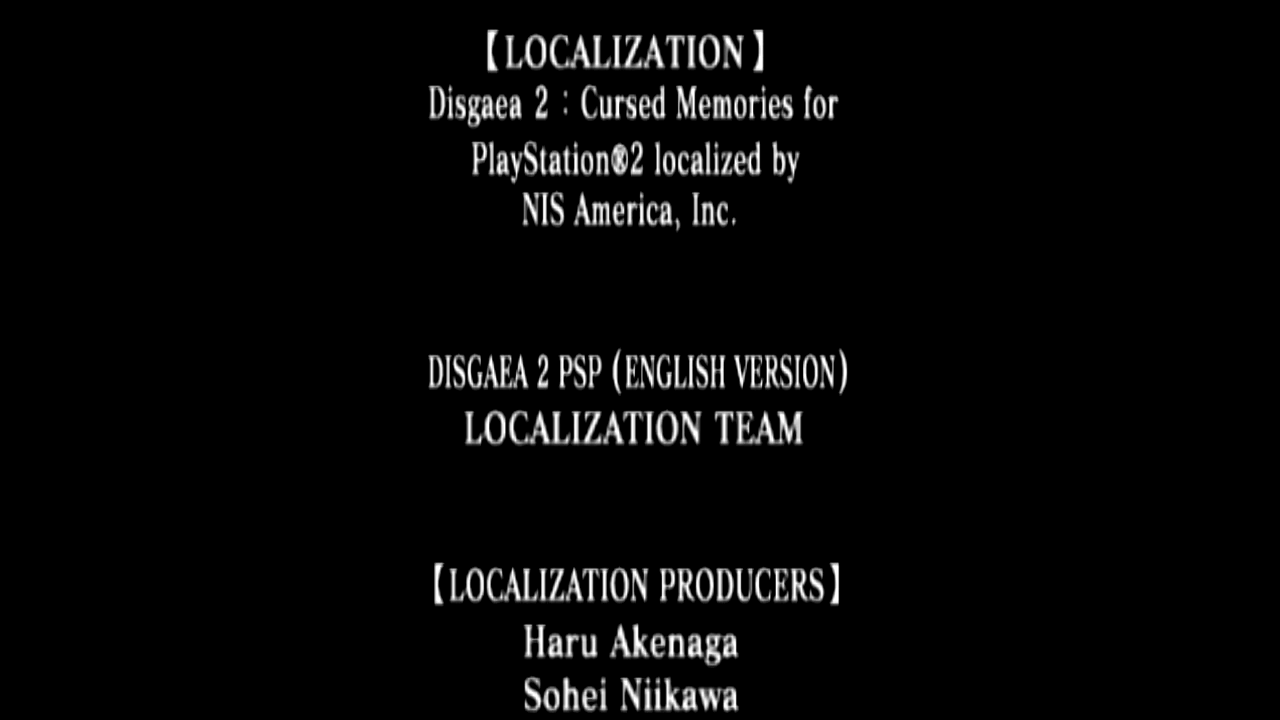 【LOCALIZATION】
Disgaea 2 : Cursed Memories for
PlayStation®2 localized by
NIS America, Inc.
DISGAEA 2 PSP (ENGLISH VERSION)
LOCALIZATION TEAM
【LOCALIZATION PRODUCERS】
Haru Akenaga
Sohei Niikawa